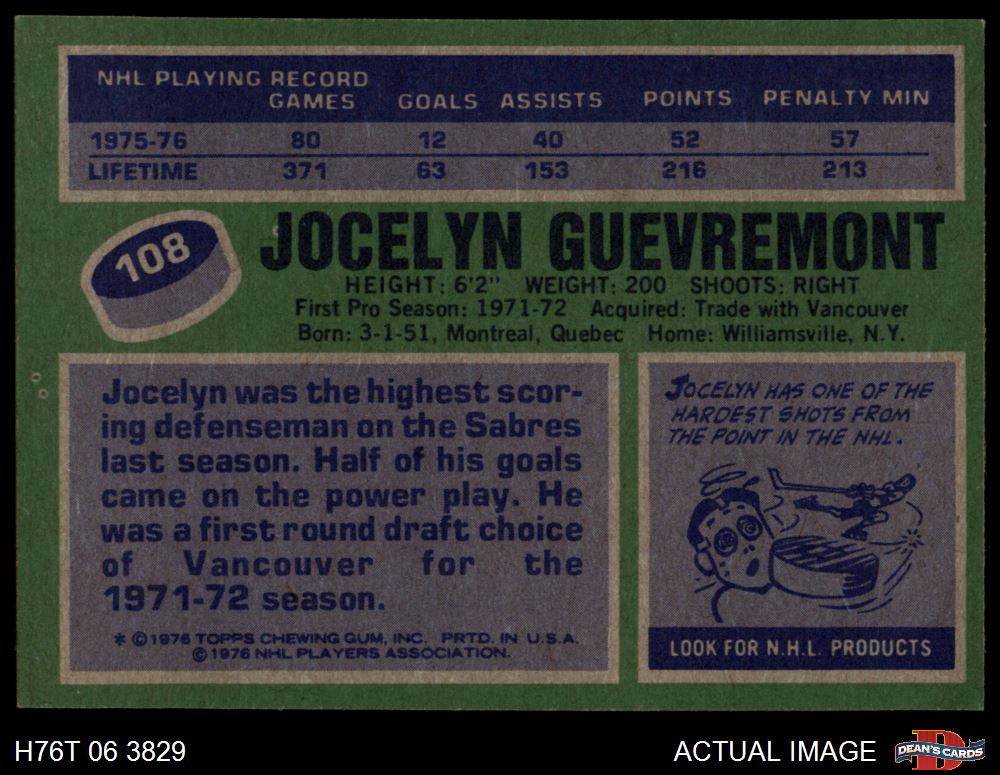 NHL PLAYING RECORD
GAMES GOALS ASSISTS POINTS PENALTY MIN
1975-76 80 12 40 52 57
LIFETIME 371 63 153 216 213
108
JOCELYN GUEVREMONT
HEIGHT: 6'2" WEIGHT: 200 SHOOTS: RIGHT
First Pro Season: 1971-72 Acquired: Trade with Vancouver
Born: 3-1-51, Montreal, Quebec Home: Williamsville, N.Y.
Jocelyn was the highest scor-
ing defenseman on the Sabres
last season. Half of his goals
came on the power play. He
was a first round draft choice
of Vancouver for the
1971-72 season.
* ©1976 TOPPS CHEWING GUM, INC. PRTD. IN U.S.A.
©1976 NHL PLAYERS ASSOCIATION.
JOCELYN HAS ONE OF THE
HARDEST SHOTS FROM
THE POINT IN THE NHL.
LOOK FOR N.H.L. PRODUCTS
H76T 06 3829
ACTUAL IMAGE
D
DEAN'S CARDS